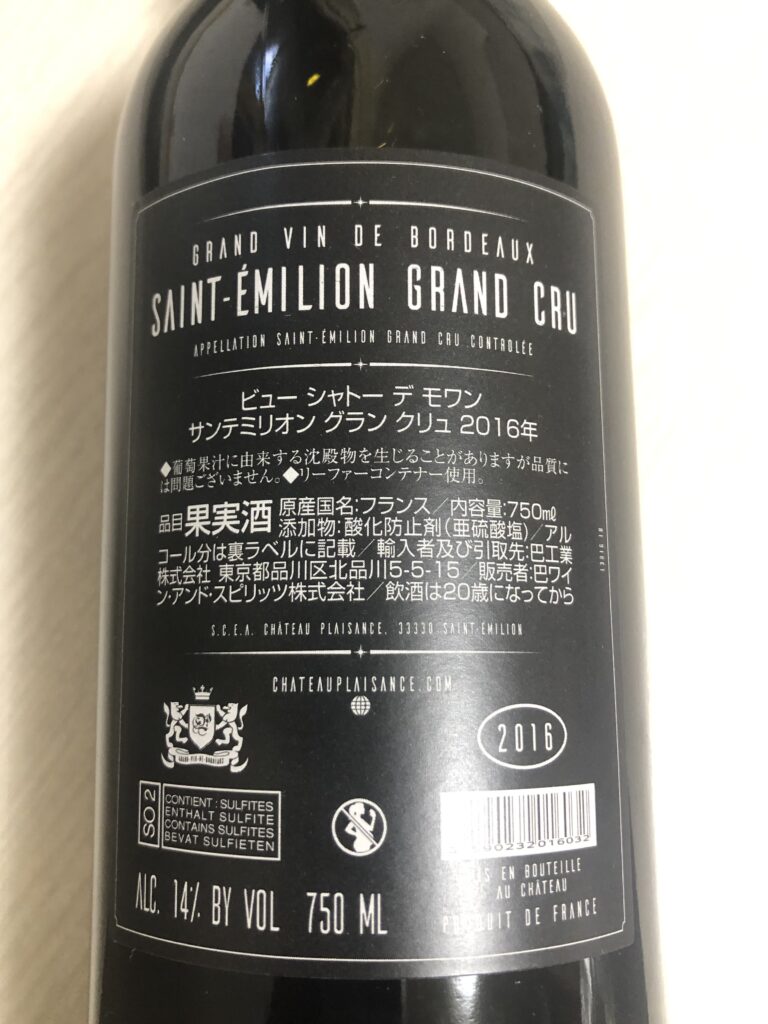 GRAND VIN DE BORDEAUX
SAINT-ÉMILION GRAND CRU
APPELLATION SAINT-ÉMILION GRAND CRU CONTRÔLÉE
ビュー シャトー デ モワン
サンテミリオン グラン クリュ 2016年
◆葡萄果汁に由来する沈殿物を生じることがありますが品質に
は問題ございません。◆リーファーコンテナー使用。
品目 果実酒 原産国名:フランス/内容量:750㎖
添加物:酸化防止剤(亜硫酸塩)/アル
コール分は裏ラベルに記載/輸入者及び引取先:巴工業
株式会社 東京都品川区北品川5-5-15/販売者:巴ワイ
ン・アンド・スピリッツ株式会社/飲酒は20歳になってから
S.C.E.A. CHÂTEAU PLAISANCE, 33330 SAINT-ÉMILION
CHATEAUPLAISANCE.COM
GRAND-VIN-DE-BORDEAUX
2016
SO2
CONTIENT : SULFITES
ENTHALT SULFITE
CONTAINS SULFITES
BEVAT SULFIETEN
EN BOUTEILLE
AU CHÂTEAU
PRODUIT DE FRANCE
ALC. 14% BY VOL 750 ML